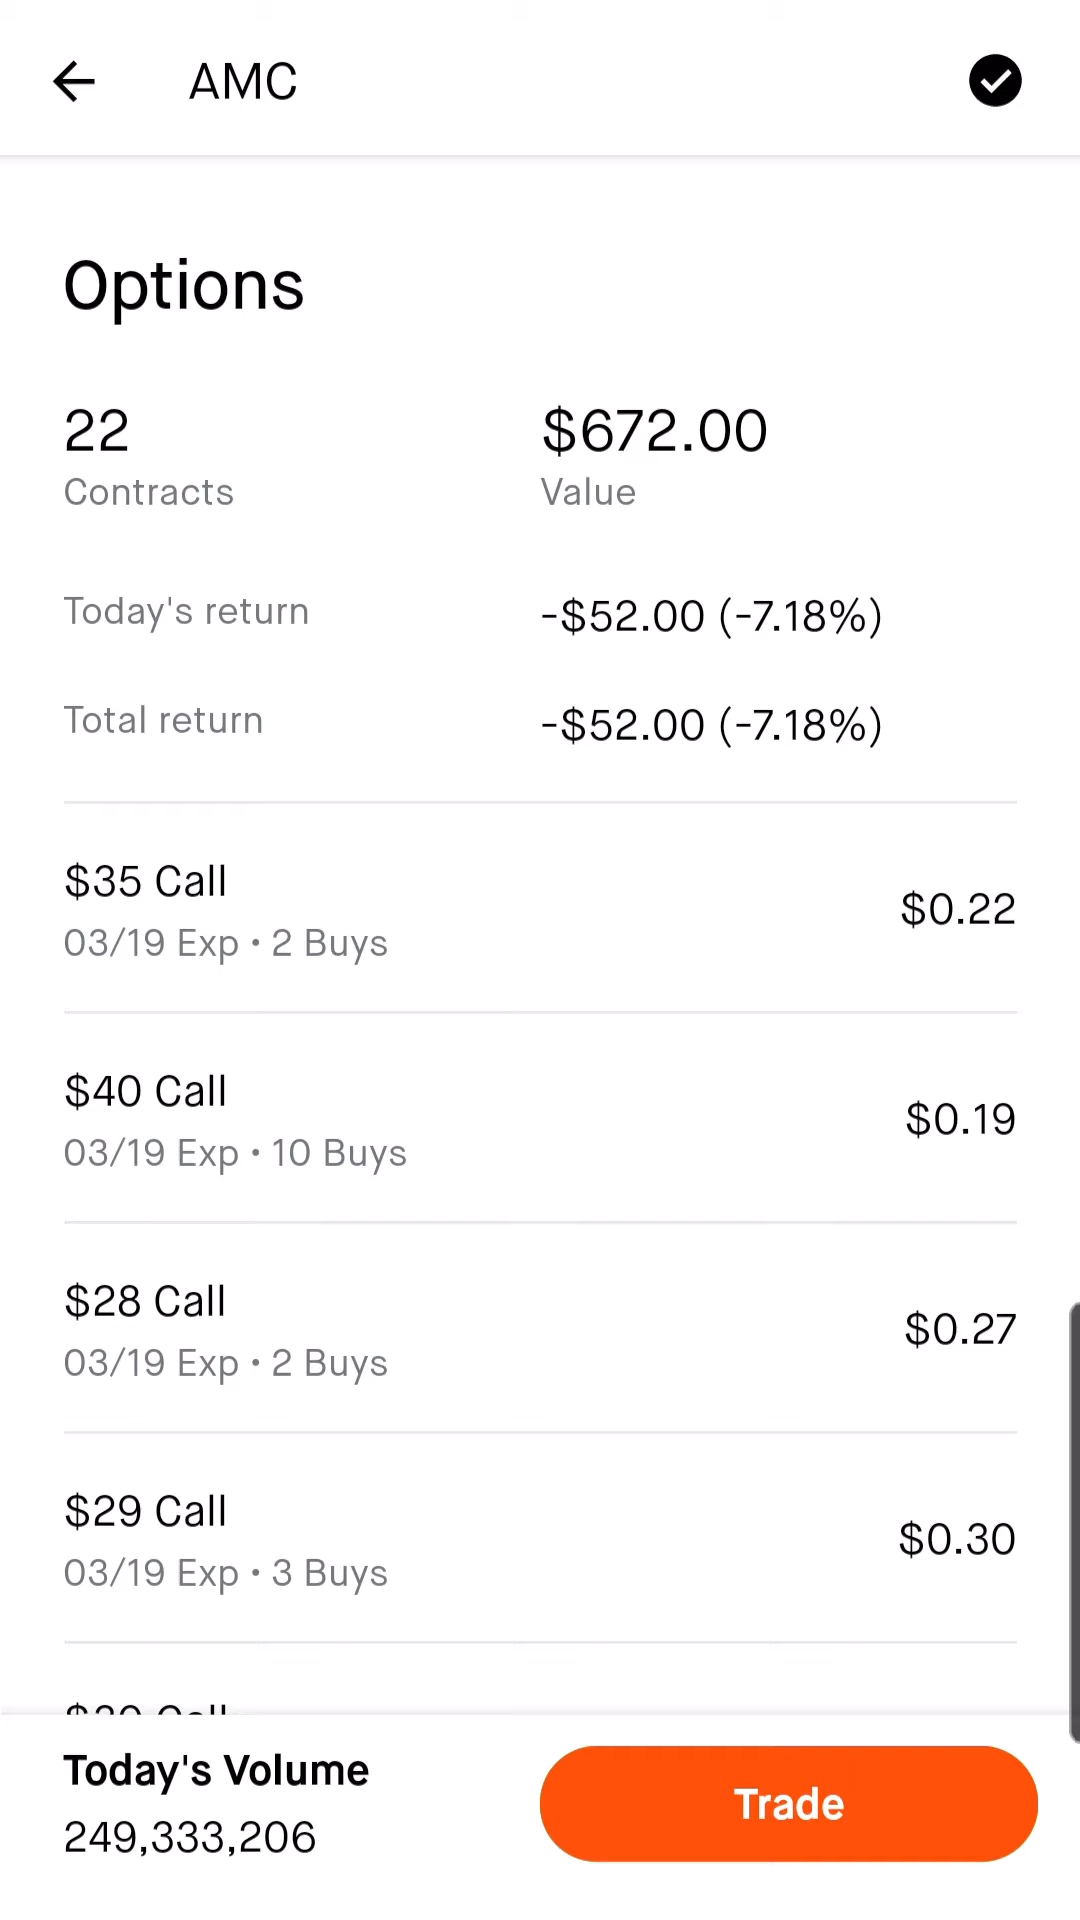 AMC
Options
22
$672.00
Contracts
Value
Today's return
-$52.00 (-7.18%)
Total return
-$52.00 (-7.18%)
$35 Call
$0.22
03/19 Exp • 2 Buys
$40 Call
$0.19
03/19 Exp • 10 Buys
$28 Call
$0.27
03/19 Exp • 2 Buys
$29 Call
$0.30
03/19 Exp • 3 Buys
Today's Volume
249,333,206
Trade